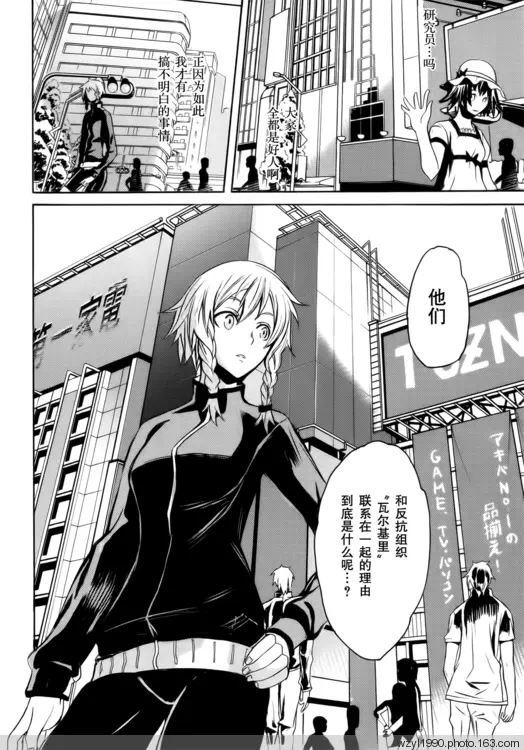 研究员…吗
大家
全都是好人啊
正因为如此
我才有
搞不明白的事情
他们
和反抗组织
“瓦尔基里”
联系在一起的理由
到底是什么呢…?
第一家電
アキバNo.1の
品揃え!
GAME.TV.パソコン
wzyl1990.photo.163.com